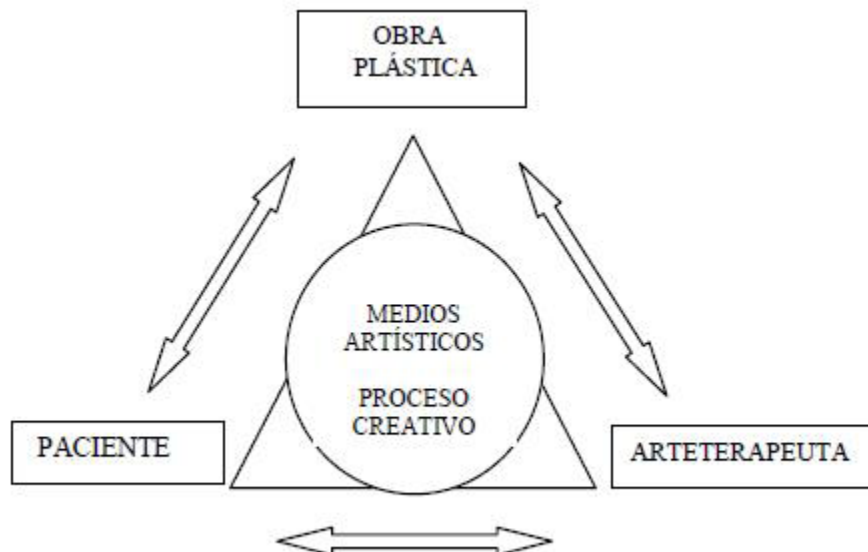 OBRA
PLÁSTICA
MEDIOS
ARTÍSTICOS
PROCESO
CREATIVO
PACIENTE
ARTETERAPEUTA